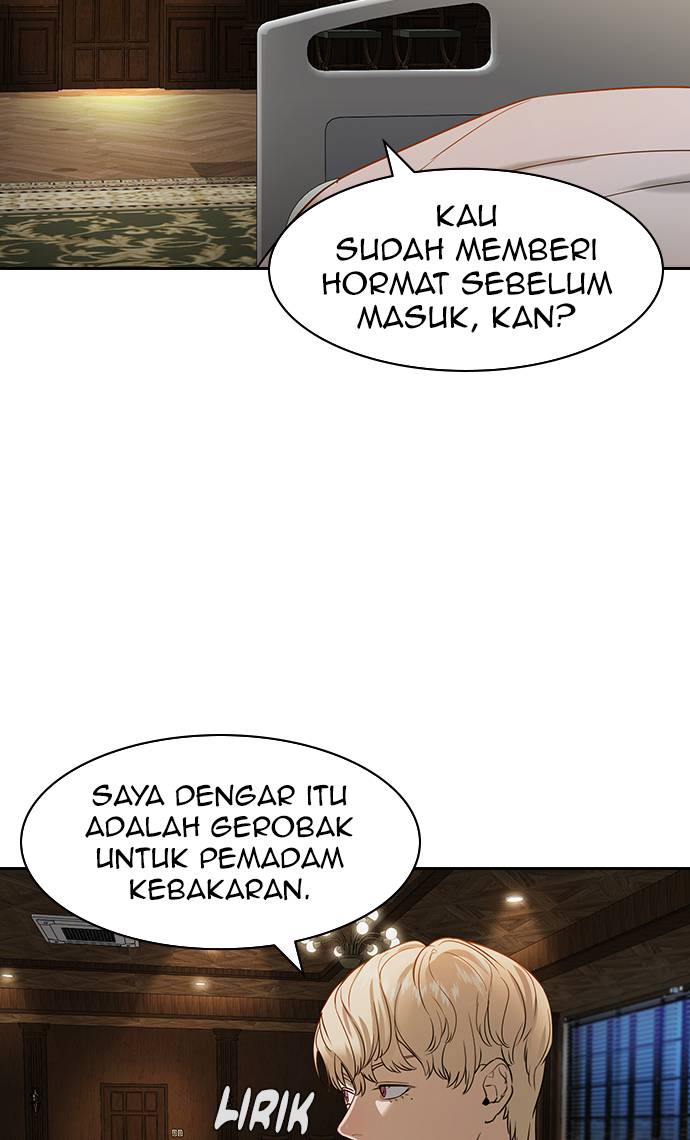 KAU
SUDAH MEMBERI
HORMAT SEBELUM
MASUK, KAN?
SAYA DENGAR ITU
ADALAH GEROBAK
UNTUK PEMADAM
KEBAKARAN.
LIRIK